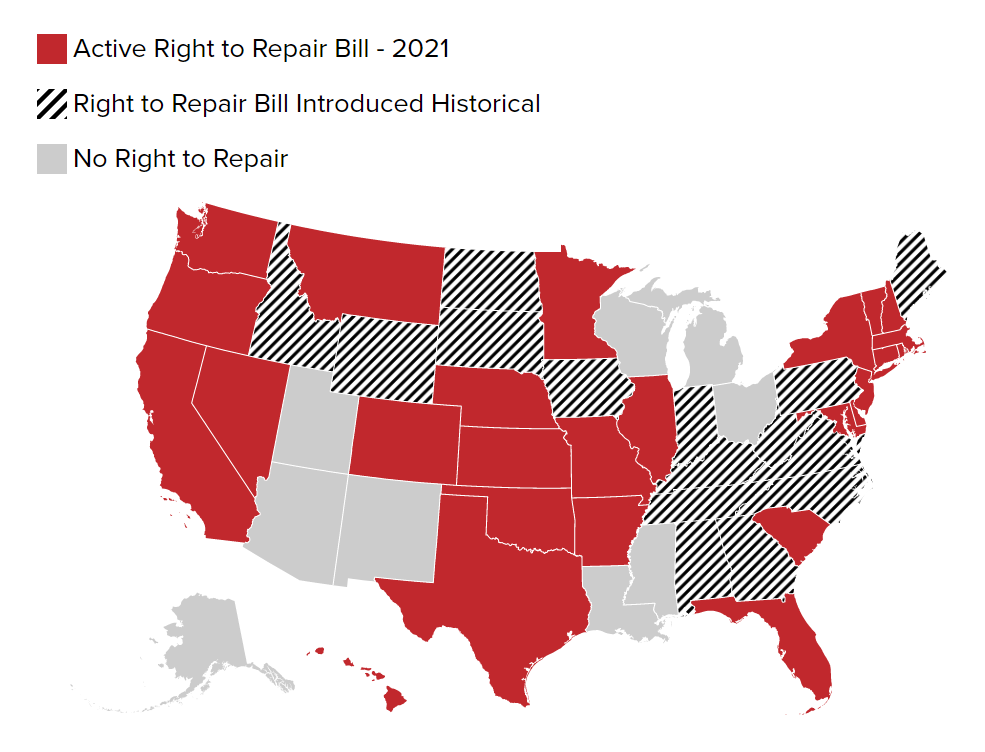 Active Right to Repair Bill - 2021
Right to Repair Bill Introduced Historical
No Right to Repair